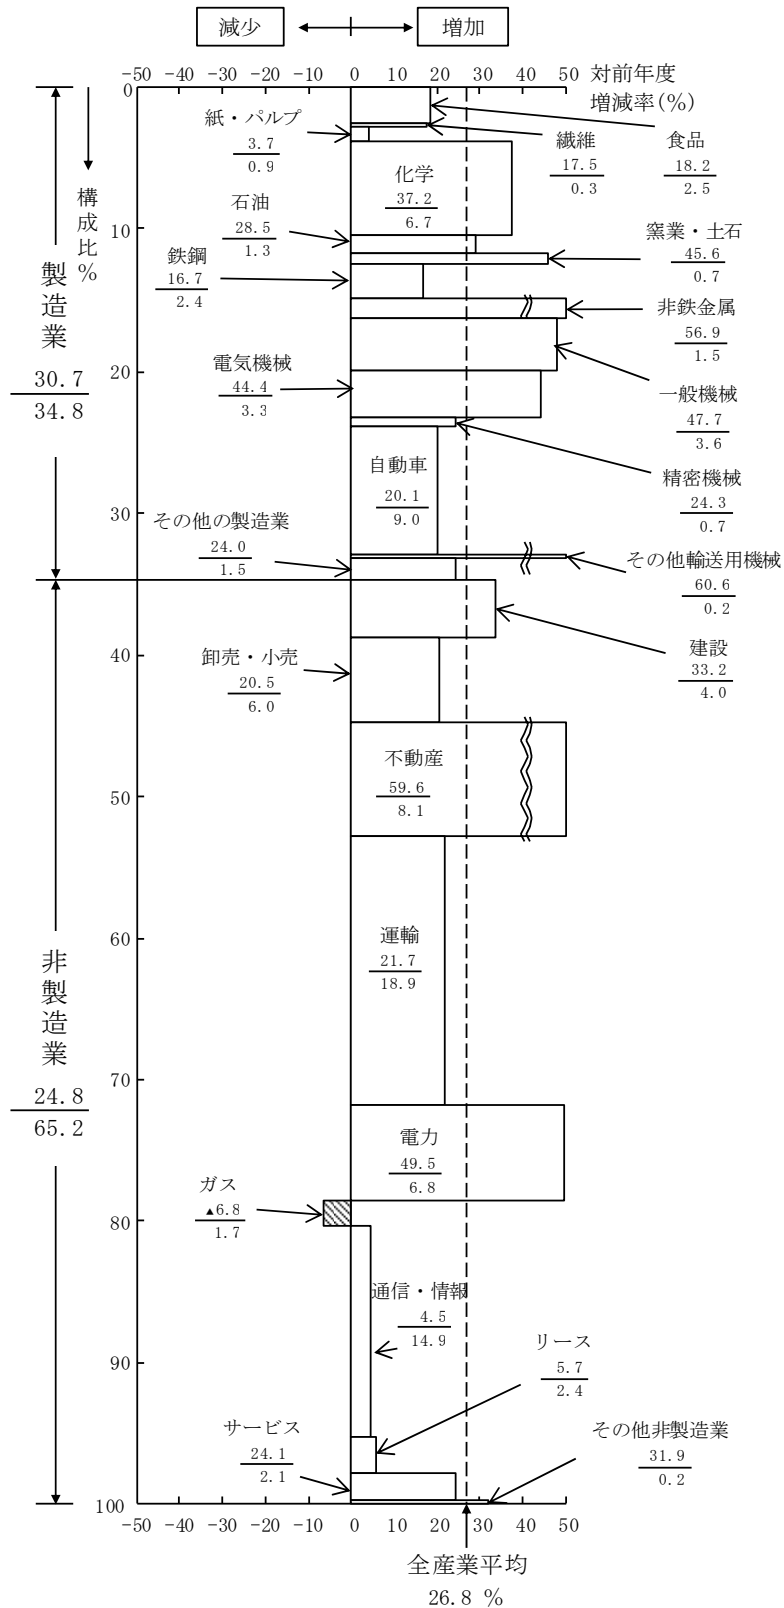 減少
増加
-50 -40 -30 -20 -10 0 10 20 30 40 50
対前年度
増減率(%)
0
10
20
30
40
50
60
70
80
90
100
構成比%
製造業
30.7
34.8
非製造業
24.8
65.2
食品
18.2
2.5
繊維
17.5
0.3
紙・パルプ
3.7
0.9
化学
37.2
6.7
石油
28.5
1.3
窯業・土石
45.6
0.7
鉄鋼
16.7
2.4
非鉄金属
56.9
1.5
一般機械
47.7
3.6
電気機械
44.4
3.3
精密機械
24.3
0.7
自動車
20.1
9.0
その他輸送用機械
60.6
0.2
その他の製造業
24.0
1.5
建設
33.2
4.0
卸売・小売
20.5
6.0
不動産
59.6
8.1
運輸
21.7
18.9
電力
49.5
6.8
ガス
▲6.8
1.7
通信・情報
4.5
14.9
リース
5.7
2.4
サービス
24.1
2.1
その他非製造業
31.9
0.2
-50 -40 -30 -20 -10 0 10 20 30 40 50
全産業平均
26.8 %